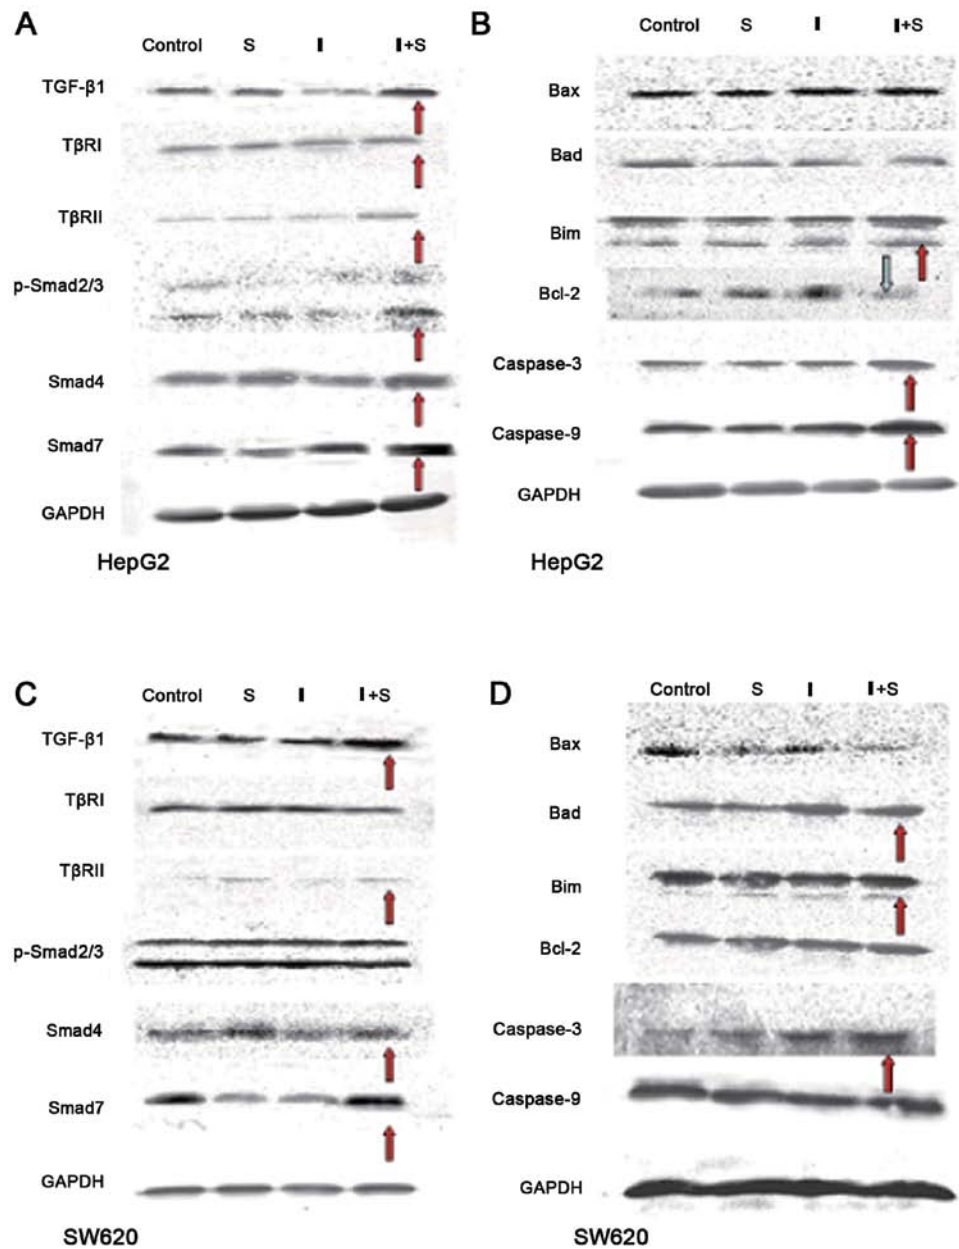 A
Control S I I+S
TGF-β1
TβRI
TβRII
p-Smad2/3
Smad4
Smad7
GAPDH
HepG2
B
Control S I I+S
Bax
Bad
Bim
Bcl-2
Caspase-3
Caspase-9
GAPDH
HepG2
C
Control S I I+S
TGF-β1
TβRI
TβRII
p-Smad2/3
Smad4
Smad7
GAPDH
SW620
D
Control S I I+S
Bax
Bad
Bim
Bcl-2
Caspase-3
Caspase-9
GAPDH
SW620